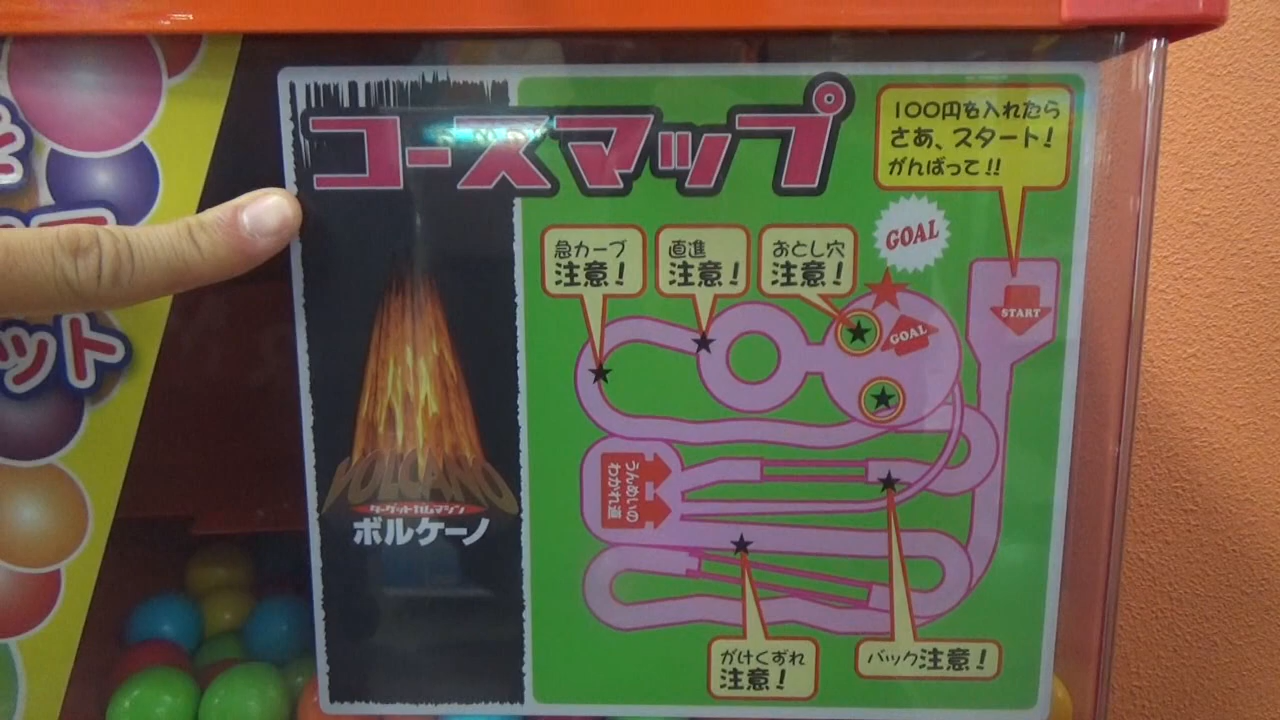 コースマップ
100円を入れたら
さあ、スタート!
がんばって!!
GOAL
急カーブ
注意!
直進
注意!
おとし穴
注意!
START
GOAL
うんめいの
わかれ道
VOLCANO
ターゲットガムマシン
ボルケーノ
がけくずれ
注意!
バック注意!
ット